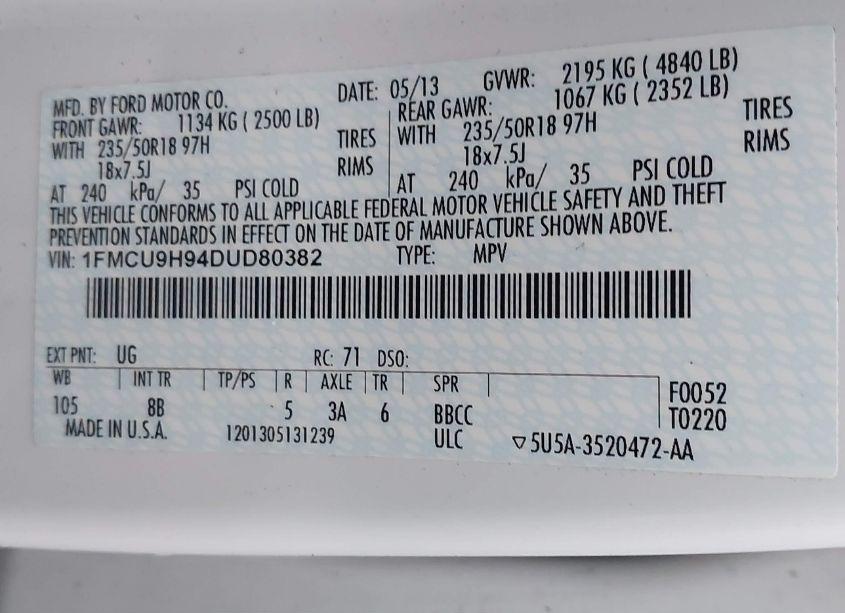 MFD. BY FORD MOTOR CO. DATE: 05/13 GVWR: 2195 KG ( 4840 LB)
FRONT GAWR: 1134 KG ( 2500 LB) REAR GAWR: 1067 KG ( 2352 LB)
WITH 235/50R18 97H TIRES WITH 235/50R18 97H TIRES
18x7.5J RIMS 18x7.5J RIMS
AT 240 kPa/ 35 PSI COLD AT 240 kPa/ 35 PSI COLD
THIS VEHICLE CONFORMS TO ALL APPLICABLE FEDERAL MOTOR VEHICLE SAFETY AND THEFT
PREVENTION STANDARDS IN EFFECT ON THE DATE OF MANUFACTURE SHOWN ABOVE.
VIN: 1FMCU9H94DUD80382 TYPE: MPV
EXT PNT: UG RC: 71 DSO:
WB INT TR TP/PS R AXLE TR SPR F0052
105 8B 5 3A 6 BBCC T0220
MADE IN U.S.A. 1201305131239 ULC ▽5U5A-3520472-AA